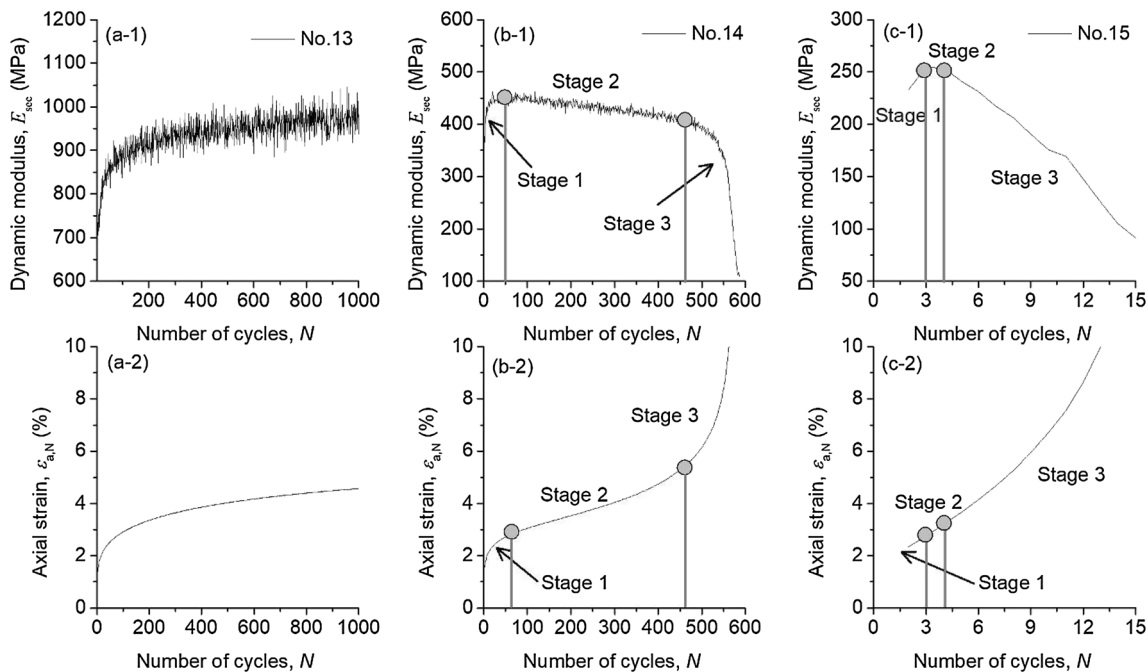 (a-1)
No.13
Dynamic modulus, E_sec (MPa)
1200
1100
1000
900
800
700
600
0
200
400
600
800
1000
Number of cycles, N
(b-1)
No.14
Dynamic modulus, E_sec (MPa)
600
500
400
300
200
100
Stage 2
Stage 1
Stage 3
0
100
200
300
400
500
600
Number of cycles, N
(c-1)
No.15
Dynamic modulus, E_sec (MPa)
300
250
200
150
100
50
Stage 2
Stage 1
Stage 3
0
3
6
9
12
15
Number of cycles, N
(a-2)
Axial strain, ε_a,N (%)
10
8
6
4
2
0
0
200
400
600
800
1000
Number of cycles, N
(b-2)
Axial strain, ε_a,N (%)
10
8
6
4
2
0
Stage 3
Stage 2
Stage 1
0
100
200
300
400
500
600
Number of cycles, N
(c-2)
Axial strain, ε_a,N (%)
10
8
6
4
2
0
Stage 2
Stage 3
Stage 1
0
3
6
9
12
15
Number of cycles, N